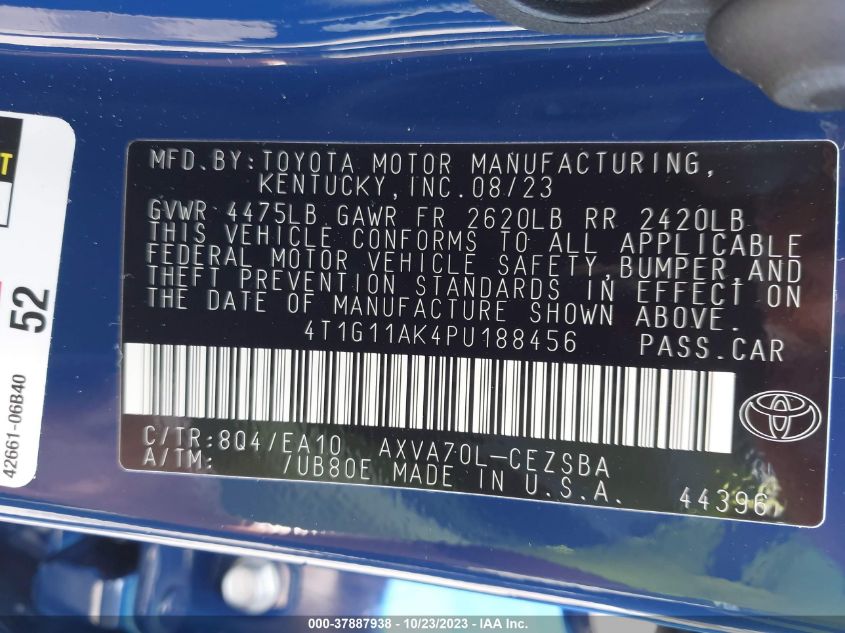 MFD.BY:TOYOTA MOTOR MANUFACTURING,
KENTUCKY,INC.08/23
GVWR 4475LB GAWR FR 2620LB RR 2420LB
THIS VEHICLE CONFORMS TO ALL APPLICABLE
FEDERAL MOTOR VEHICLE SAFETY,BUMPER,AND
THEFT PREVENTION STANDARDS IN EFFECT ON
THE DATE OF MANUFACTURE SHOWN ABOVE.
4T1G11AK4PU188456 PASS.CAR
C/TR:8Q4/EA10 AXVA70L-CEZSBA
A/TM: /UB80E MADE IN U.S.A.
44396
52
42661-06B40
000-37887938 - 10/23/2023 - IAAI.COM